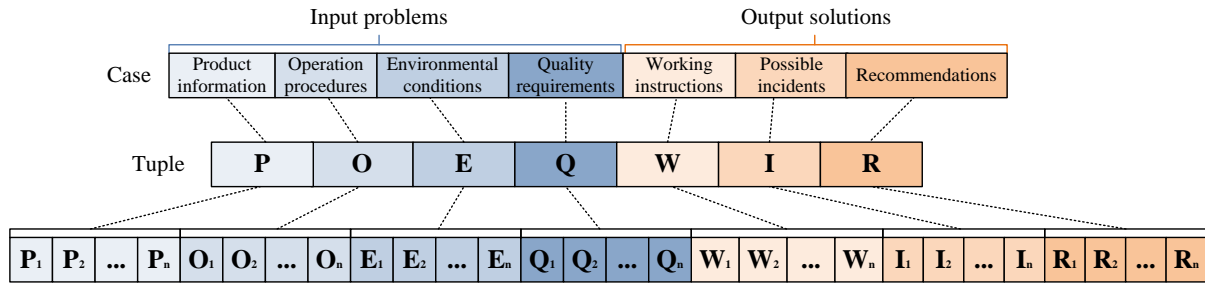 Input problems Output solutions
Case Product information Operation procedures Environmental conditions Quality requirements Working instructions Possible incidents Recommendations
Tuple P O E Q W I R
P1 P2 ... Pn O1 O2 ... On E1 E2 ... En Q1 Q2 ... Qn W1 W2 ... Wn I1 I2 ... In R1 R2 ... Rn